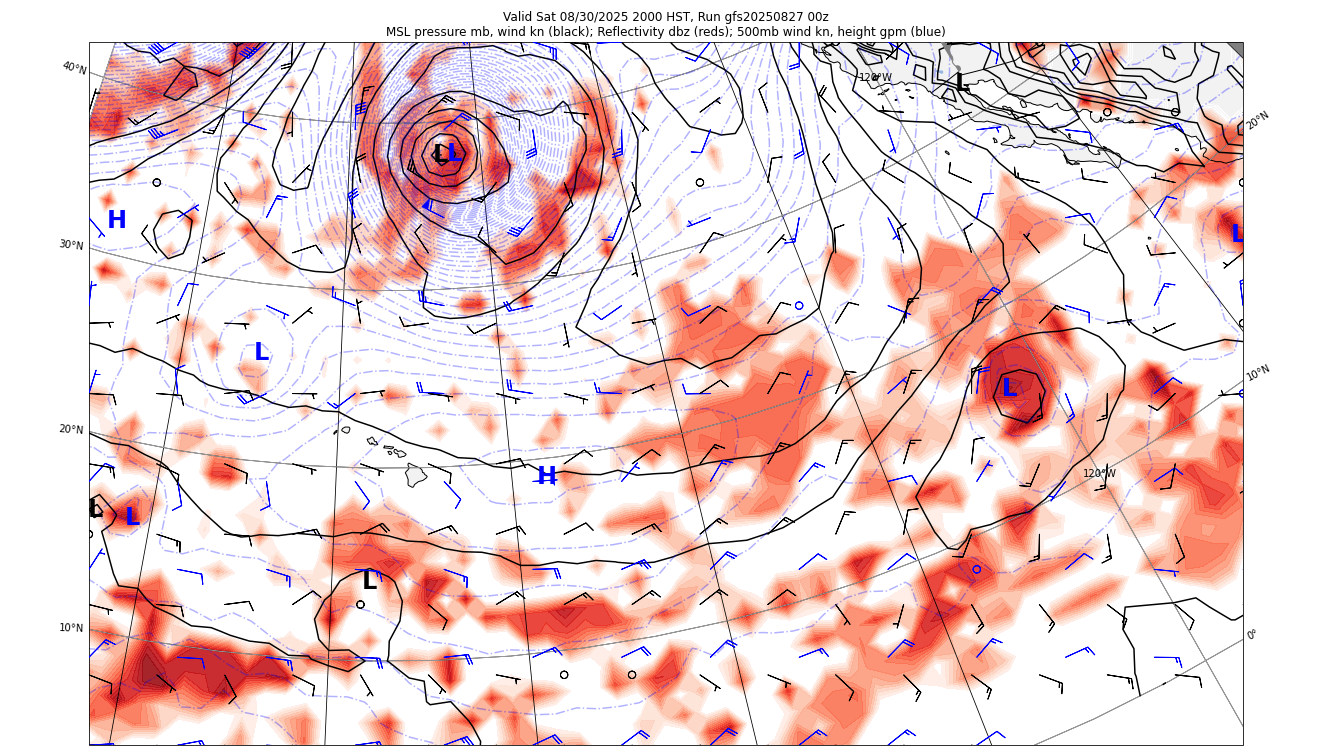 Valid Sat 08/30/2025 2000 HST, Run gfs20250827 00z
MSL pressure mb, wind kn (black); Reflectivity dbz (reds); 500mb wind kn, height gpm (blue)
40°N
120°W
L
20°N
L L
H
30°N
L
L
L
10°N
20°N
H
120°W
L
L
L
10°N
0°